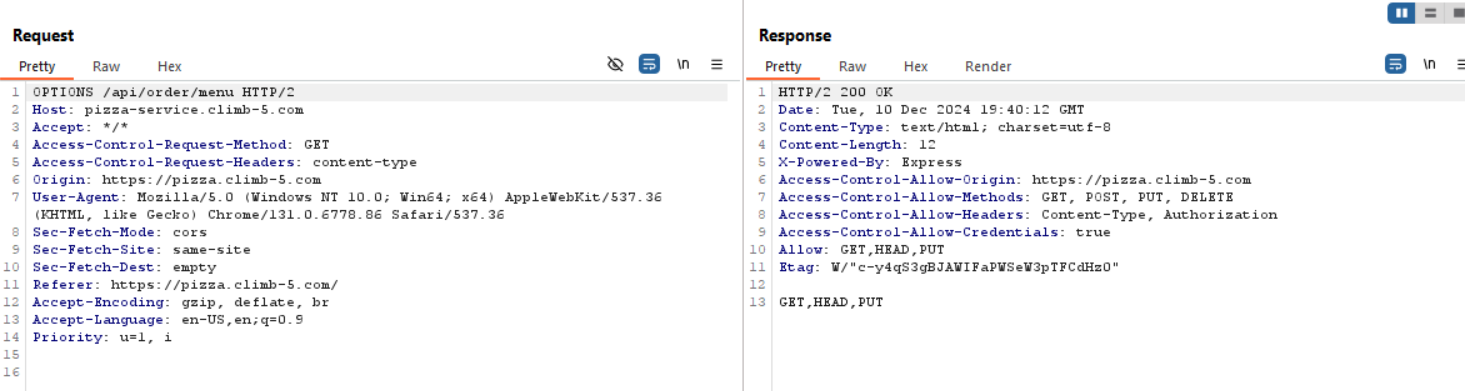 Request
Pretty Raw Hex \n
1 OPTIONS /api/order/menu HTTP/2
2 Host: pizza-service.climb-5.com
3 Accept: */*
4 Access-Control-Request-Method: GET
5 Access-Control-Request-Headers: content-type
6 Origin: https://pizza.climb-5.com
7 User-Agent: Mozilla/5.0 (Windows NT 10.0; Win64; x64) AppleWebKit/537.36
(KHTML, like Gecko) Chrome/131.0.6778.86 Safari/537.36
8 Sec-Fetch-Mode: cors
9 Sec-Fetch-Site: same-site
10 Sec-Fetch-Dest: empty
11 Referer: https://pizza.climb-5.com/
12 Accept-Encoding: gzip, deflate, br
13 Accept-Language: en-US,en;q=0.9
14 Priority: u=1, i
15
16
Response
Pretty Raw Hex Render \n
1 HTTP/2 200 OK
2 Date: Tue, 10 Dec 2024 19:40:12 GMT
3 Content-Type: text/html; charset=utf-8
4 Content-Length: 12
5 X-Powered-By: Express
6 Access-Control-Allow-Origin: https://pizza.climb-5.com
7 Access-Control-Allow-Methods: GET, POST, PUT, DELETE
8 Access-Control-Allow-Headers: Content-Type, Authorization
9 Access-Control-Allow-Credentials: true
10 Allow: GET,HEAD,PUT
11 Etag: W/"c-y4qS3gBJAWIFaPWSeW3pTFCdHz0"
12
13 GET,HEAD,PUT